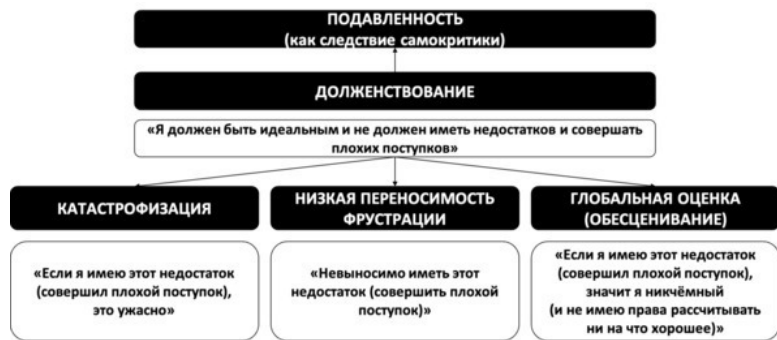 ПОДАВЛЕННОСТЬ
(как следствие самокритики)
ДОЛЖЕНСТВОВАНИЕ
«Я должен быть идеальным и не должен иметь недостатков и совершать
плохих поступков»
КАТАСТРОФИЗАЦИЯ
«Если я имею этот недостаток
(совершил плохой поступок),
это ужасно»
НИЗКАЯ ПЕРЕНОСИМОСТЬ
ФРУСТРАЦИИ
«Невыносимо иметь этот
недостаток (совершить плохой
поступок)»
ГЛОБАЛЬНАЯ ОЦЕНКА
(ОБЕСЦЕНИВАНИЕ)
«Если я имею этот недостаток
(совершил плохой поступок),
значит я никчёмный
(и не имею права рассчитывать
ни на что хорошее)»